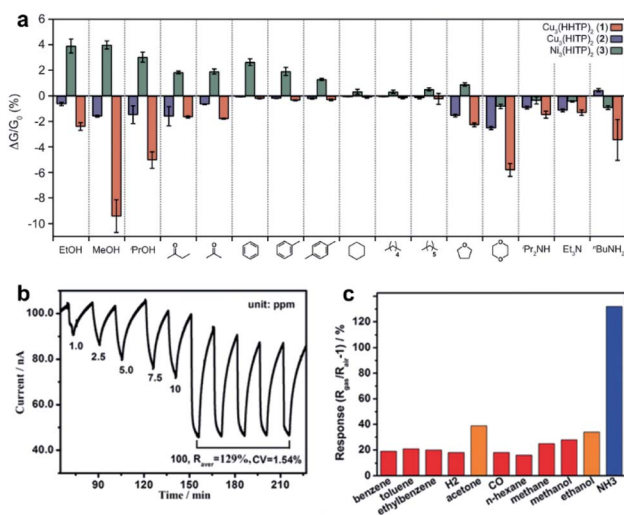 a
Cu₃(HHTP)₂ (1)
Cu₃(HITP)₂ (2)
Ni₃(HITP)₂ (3)
ΔG/G₀ (%)
6
4
2
0
-2
-4
-6
-8
-10
EtOH MeOH ⁱPrOH O O O O O ⁱPr₂NH Et₃N ⁿBuNH₂
4 5
b
unit: ppm
Current / nA
100.0
80.0
60.0
40.0
1.0
2.5
5.0
7.5
10
100, Rₐᵥₑᵣ=129%, CV=1.54%
90 120 150 180 210
Time / min
c
Response (R gas/R air-1) / %
120
100
80
60
40
20
0
benzene
toluene
ethylbenzene
H2
acetone
CO
n-hexane
methane
methanol
ethanol
NH3